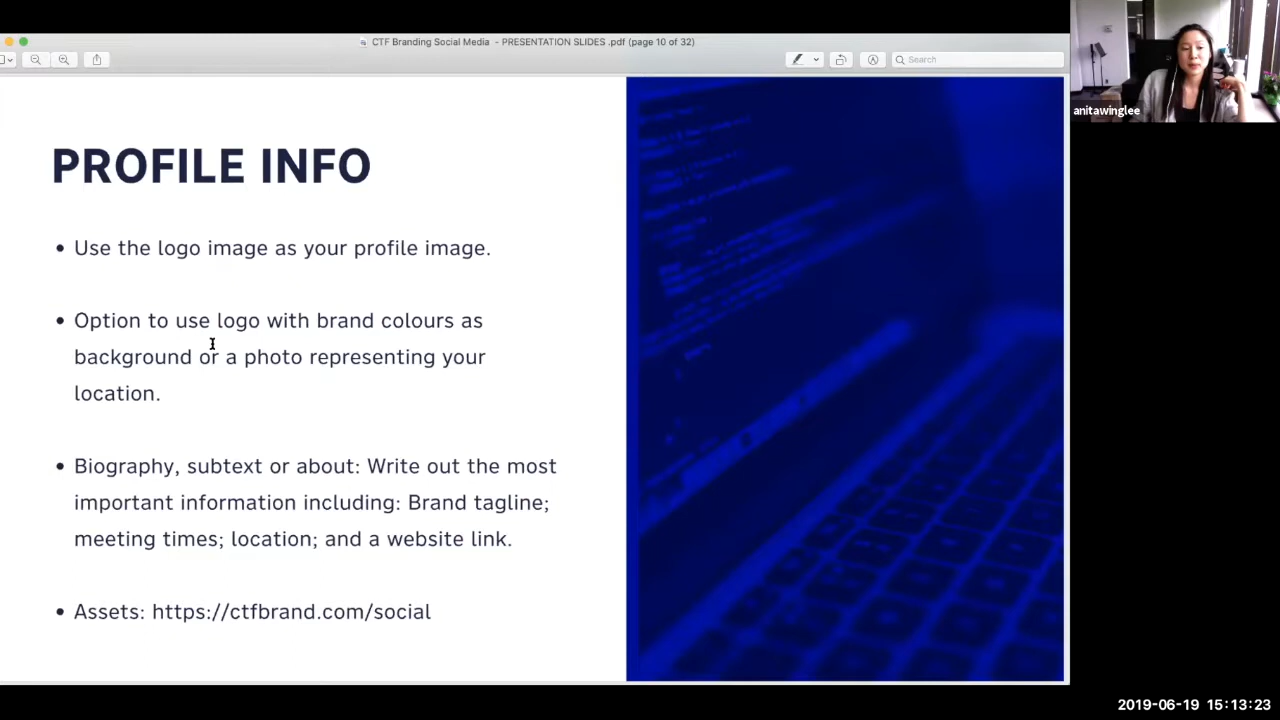 CTF Branding Social Media - PRESENTATION SLIDES .pdf (page 10 of 32)
Search
anitawinglee
PROFILE INFO
• Use the logo image as your profile image.
• Option to use logo with brand colours as
background or a photo representing your
location.
• Biography, subtext or about: Write out the most
important information including: Brand tagline;
meeting times; location; and a website link.
• Assets: https://ctfbrand.com/social
2019-06-19 15:13:23